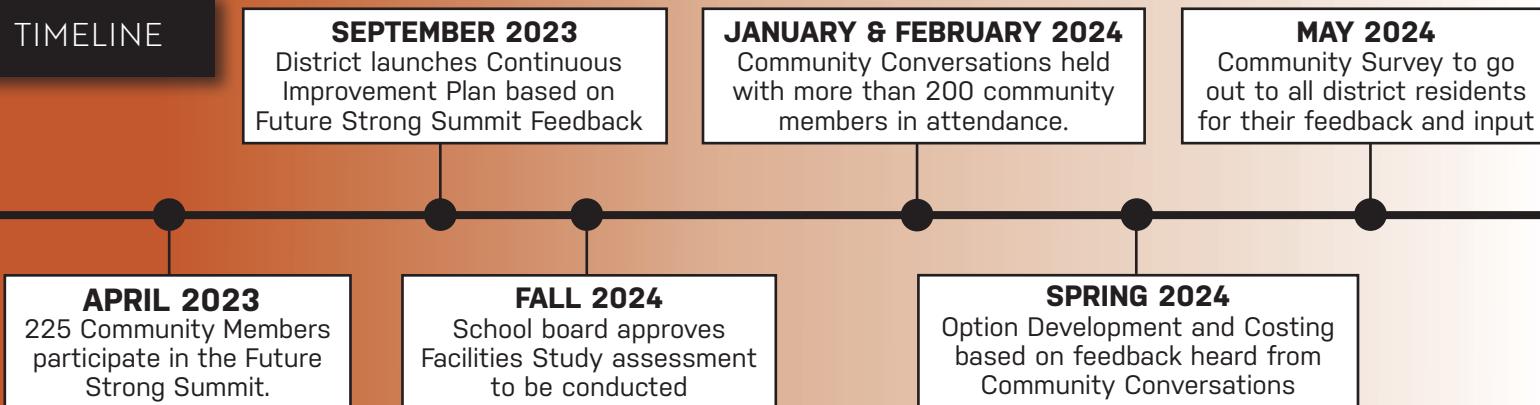 TIMELINE
SEPTEMBER 2023
District launches Continuous
Improvement Plan based on
Future Strong Summit Feedback
JANUARY & FEBRUARY 2024
Community Conversations held
with more than 200 community
members in attendance.
MAY 2024
Community Survey to go
out to all district residents
for their feedback and input
APRIL 2023
225 Community Members
participate in the Future
Strong Summit.
FALL 2024
School board approves
Facilities Study assessment
to be conducted
SPRING 2024
Option Development and Costing
based on feedback heard from
Community Conversations